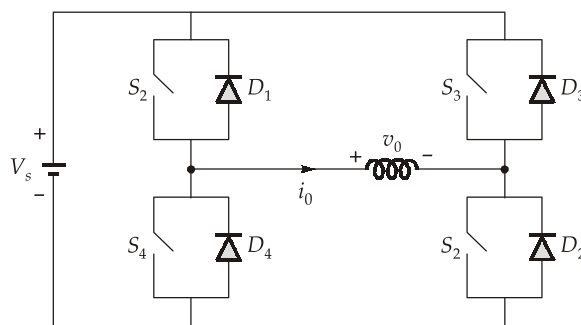 S2 D1 S3 D3
+ v0 -
+
Vs
-
i0
S4 D4 S2 D2